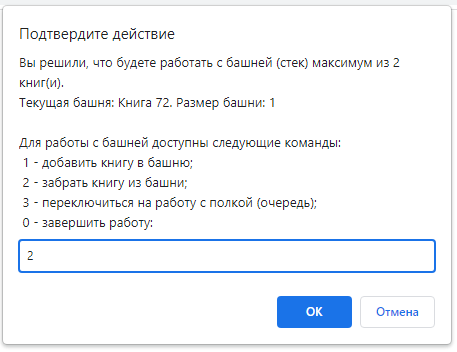 Подтвердите действие
Вы решили, что будете работать с башней (стек) максимум из 2
книг(и).
Текущая башня: Книга 72. Размер башни: 1
Для работы с башней доступны следующие команды:
1 - добавить книгу в башню;
2 - забрать книгу из башни;
3 - переключиться на работу с полкой (очередь);
0 - завершить работу:
2
ОК
Отмена